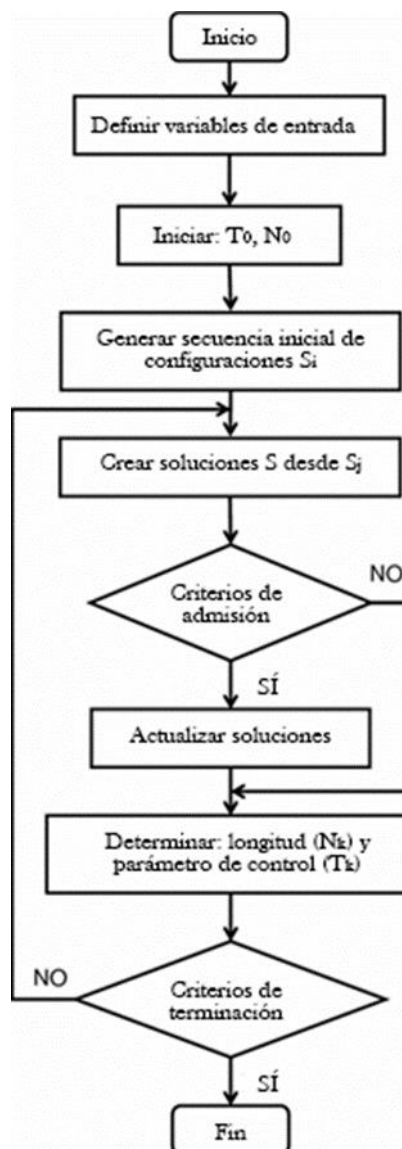 Inicio
Definir variables de entrada
Iniciar: T0, N0
Generar secuencia inicial de
configuraciones Si
Crear soluciones S desde Sj
Criterios de
admisión
NO
SÍ
Actualizar soluciones
Determinar: longitud (Nk) y
parámetro de control (Tk)
NO
Criterios de
terminación
SÍ
Fin